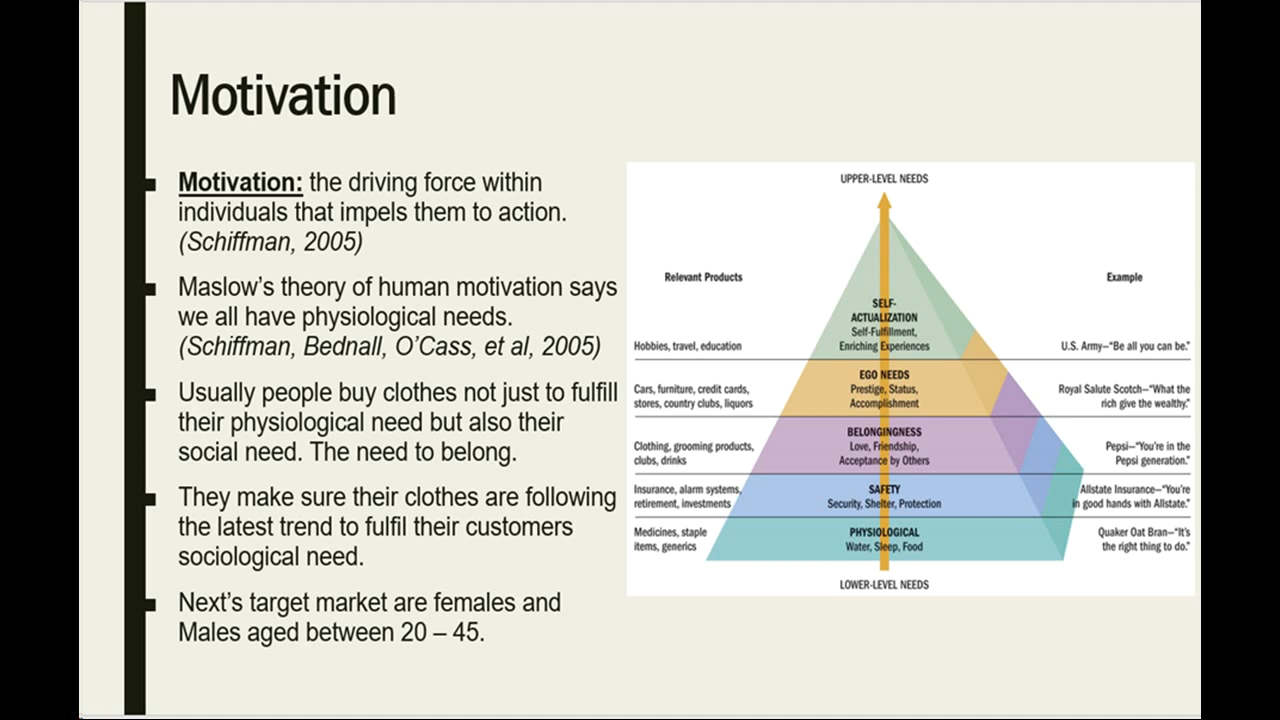 Motivation
Motivation: the driving force within
individuals that impels them to action.
(Schiffman, 2005)
Maslow's theory of human motivation says
we all have physiological needs.
(Schiffman, Bednall, O'Cass, et al, 2005)
Usually people buy clothes not just to fulfill
their physiological need but also their
social need. The need to belong.
They make sure their clothes are following
the latest trend to fulfil their customers
sociological need.
Next's target market are females and
Males aged between 20 – 45.
UPPER-LEVEL NEEDS
Relevant Products
Example
SELF-
ACTUALIZATION
Self-Fulfillment,
Enriching Experiences
Hobbies, travel, education
U.S. Army—"Be all you can be."
EGO NEEDS
Prestige, Status,
Accomplishment
Cars, furniture, credit cards,
stores, country clubs, liquors
Royal Salute Scotch—"What the
rich give the wealthy."
BELONGINGNESS
Love, Friendship,
Acceptance by Others
Clothing, grooming products,
clubs, drinks
Pepsi—"You're in the
Pepsi generation."
SAFETY
Security, Shelter, Protection
Insurance, alarm systems,
retirement, investments
Allstate Insurance—"You're
in good hands with Allstate."
PHYSIOLOGICAL
Water, Sleep, Food
Medicines, staple
items, generics
Quaker Oat Bran—"It's
the right thing to do."
LOWER-LEVEL NEEDS